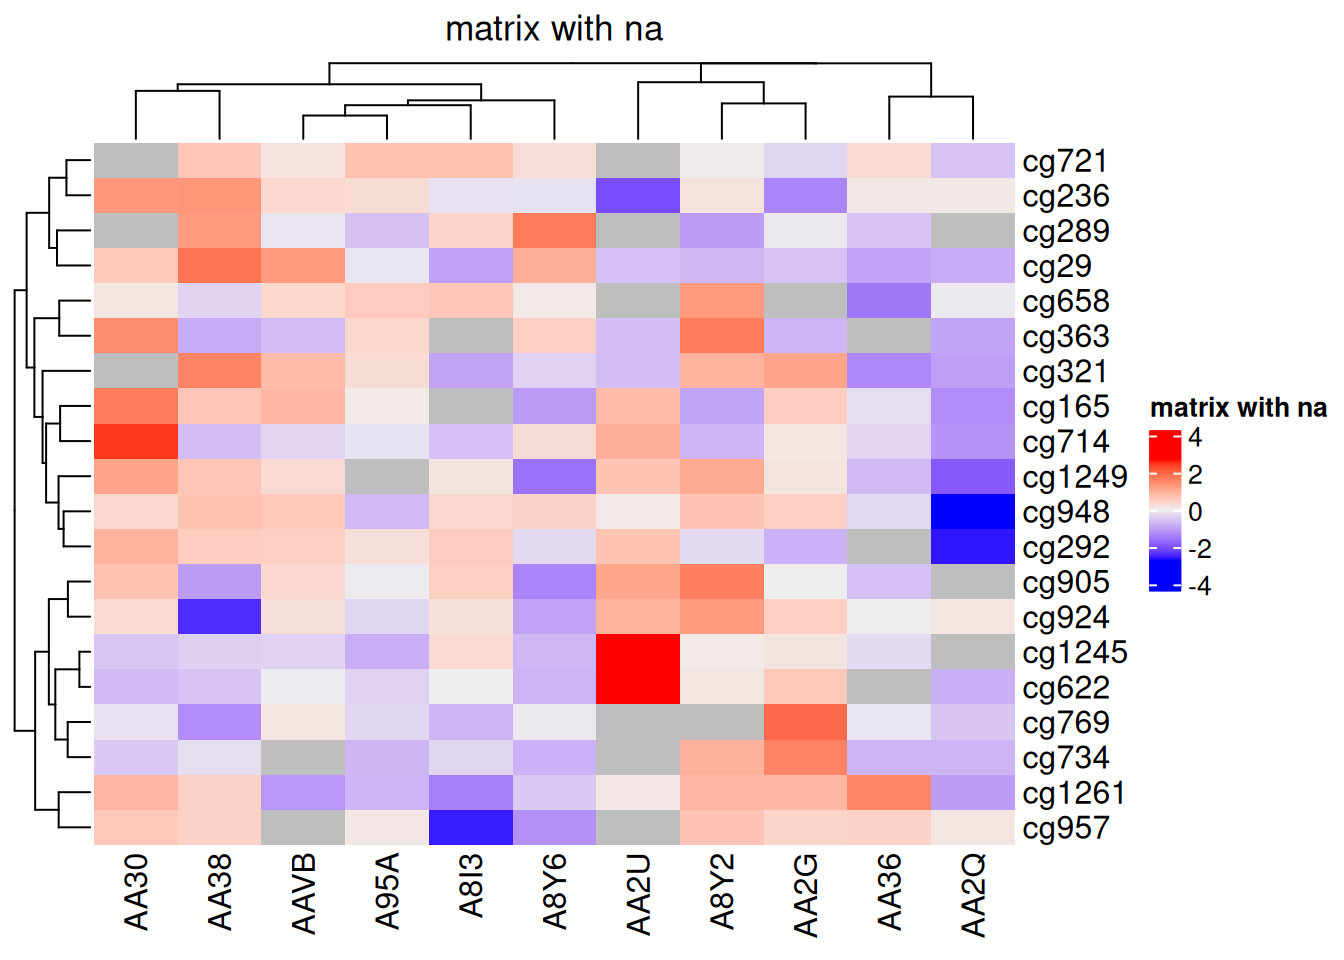 matrix with na
cg721
cg236
cg289
cg29
cg658
cg363
cg321
cg165
cg714
cg1249
cg948
cg292
cg905
cg924
cg1245
cg622
cg769
cg734
cg1261
cg957
AA30
AA38
AAVB
A95A
A8I3
A8Y6
AA2U
A8Y2
AA2G
AA36
AA2Q
matrix with na
4
2
0
-2
-4